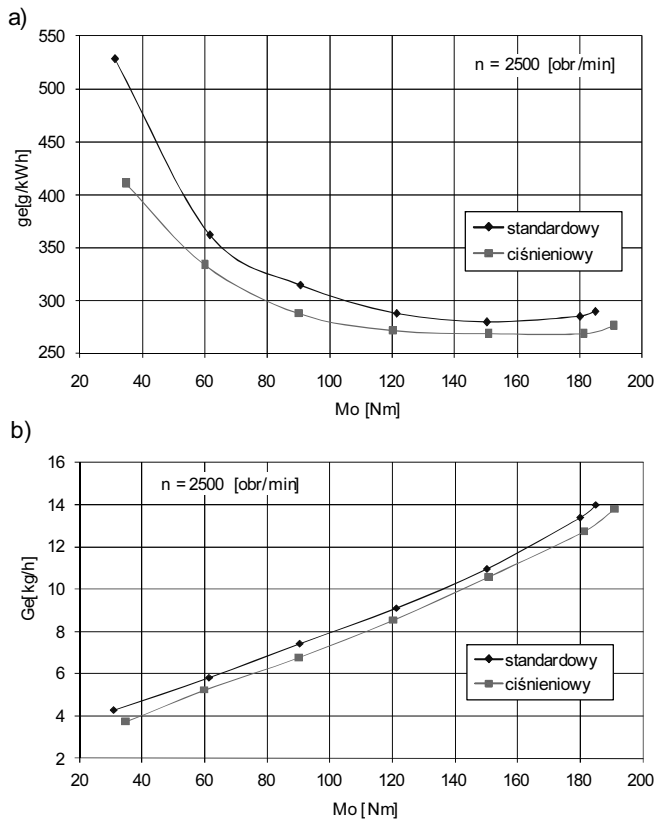 a)
550
500
450
400
350
300
250
ge[g/kWh]
n = 2500 [obr/min]
standardowy
ciśnieniowy
20 40 60 80 100 120 140 160 180 200
Mo [Nm]
b)
16
14
12
10
8
6
4
2
Ge[kg/h]
n = 2500 [obr/min]
standardowy
ciśnieniowy
20 40 60 80 100 120 140 160 180 200
Mo [Nm]